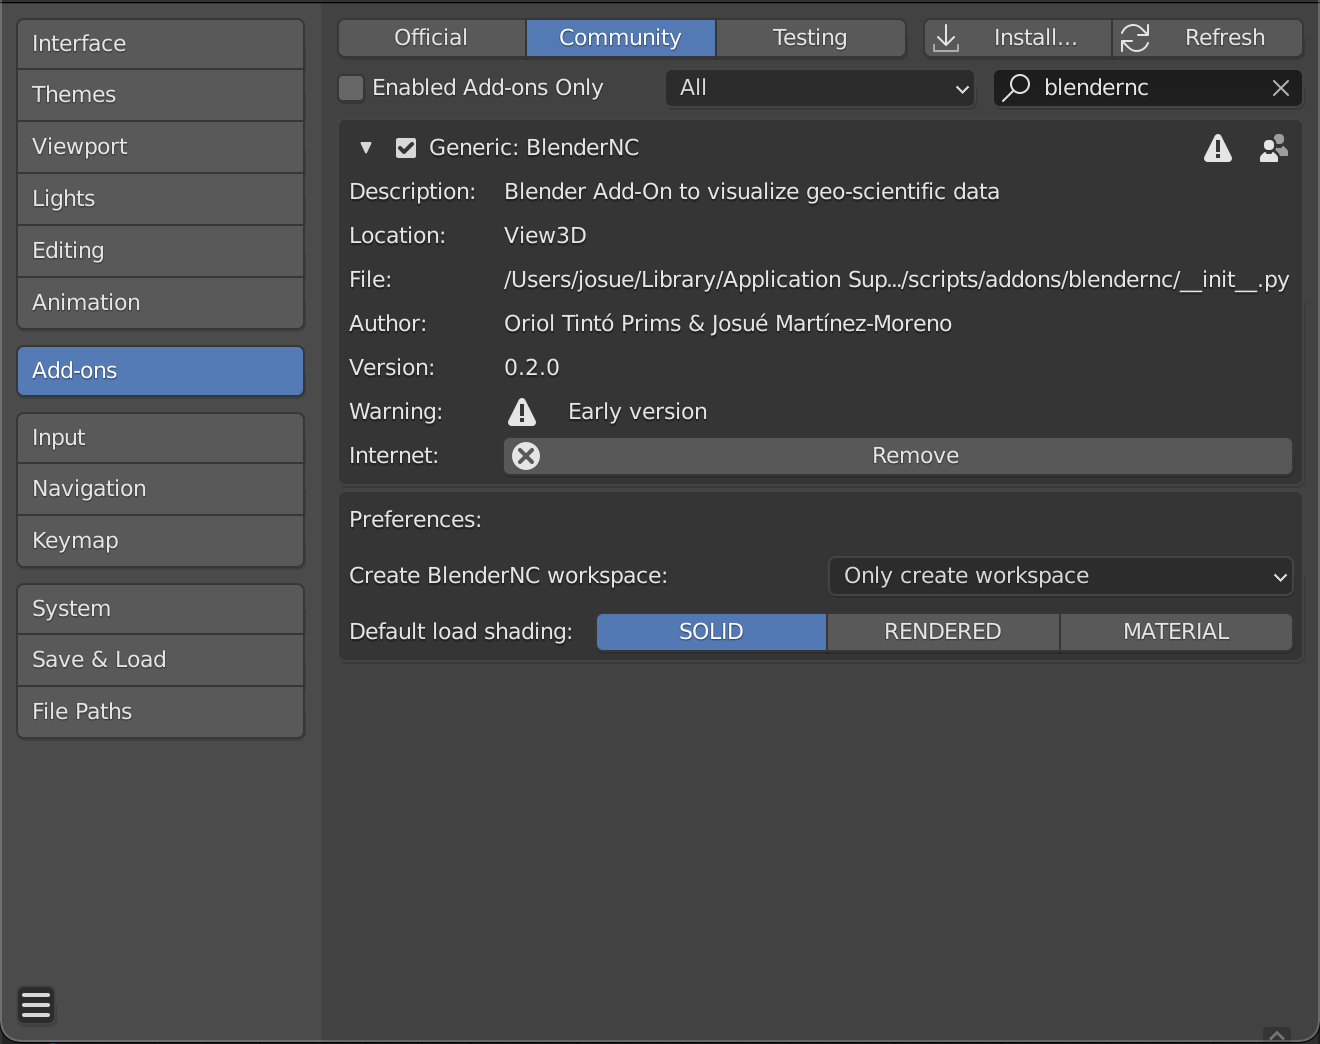 Interface
Themes
Viewport
Lights
Editing
Animation
Add-ons
Input
Navigation
Keymap
System
Save & Load
File Paths
Official Community Testing Install... Refresh
Enabled Add-ons Only All blendernc
Generic: BlenderNC
Description: Blender Add-On to visualize geo-scientific data
Location: View3D
File: /Users/josue/Library/Application Sup.../scripts/addons/blendernc/__init__.py
Author: Oriol Tintó Prims & Josué Martínez-Moreno
Version: 0.2.0
Warning: Early version
Internet: Remove
Preferences:
Create BlenderNC workspace: Only create workspace
Default load shading: SOLID RENDERED MATERIAL